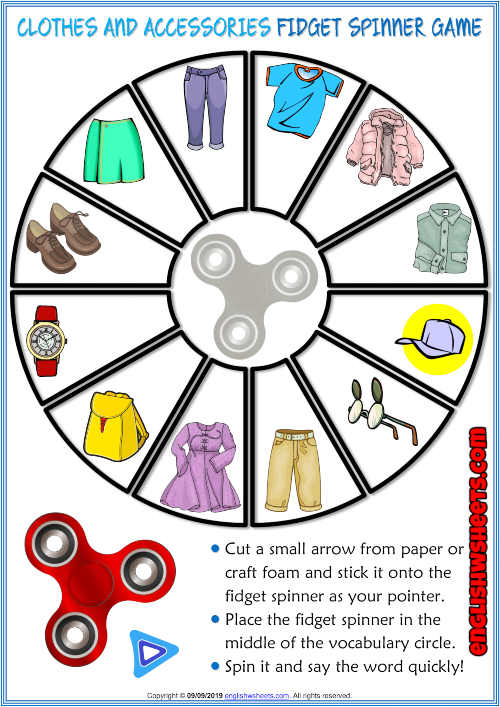 CLOTHES AND ACCESSORIES FIDGET SPINNER GAME
englishwsheets.com
• Cut a small arrow from paper or
craft foam and stick it onto the
fidget spinner as your pointer.
• Place the fidget spinner in the
middle of the vocabulary circle.
• Spin it and say the word quickly!
Copyright © 09/09/2019 englishwsheets.com. All rights reserved.